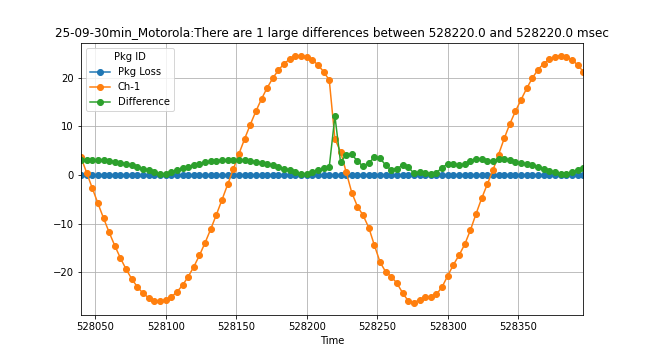 25-09-30min_Motorola:There are 1 large differences between 528220.0 and 528220.0 msec
Pkg ID
Pkg Loss
Ch-1
Difference
20
10
0
−10
−20
528050 528100 528150 528200 528250 528300 528350
Time